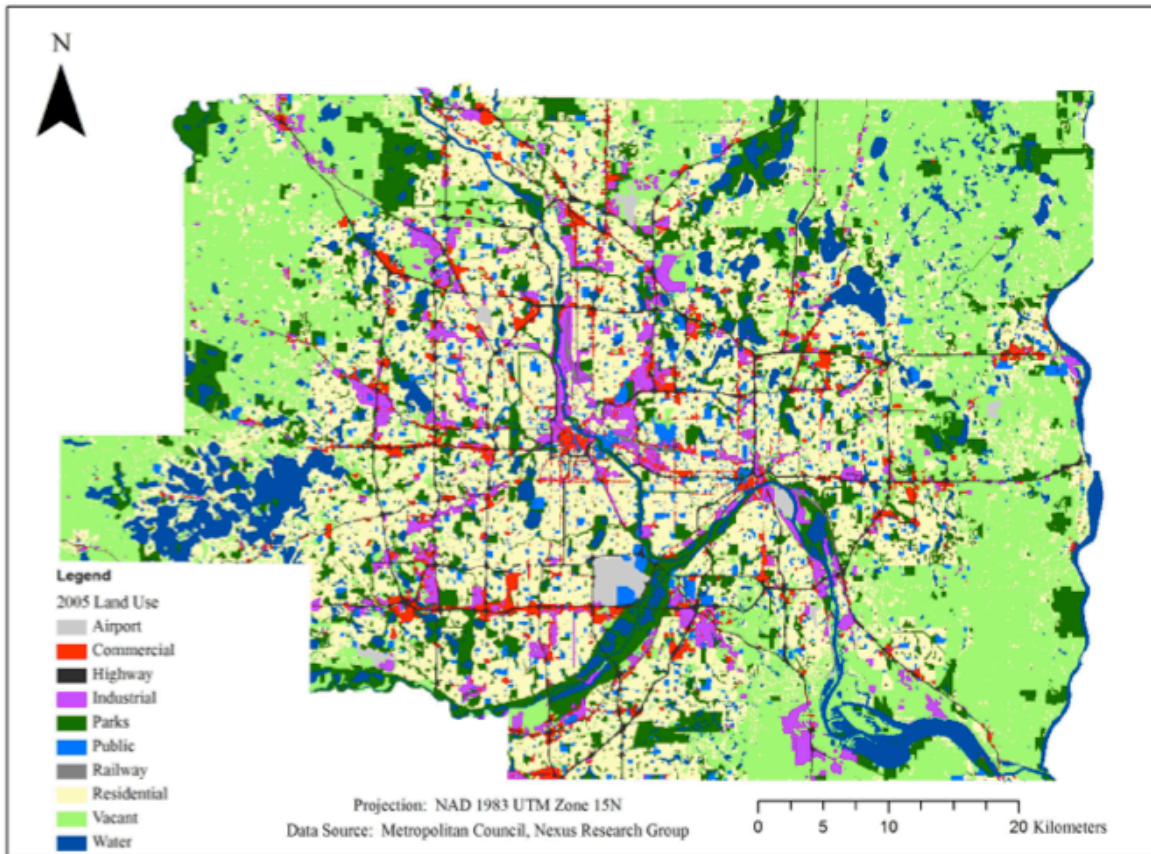 N
Legend
2005 Land Use
Airport
Commercial
Highway
Industrial
Parks
Public
Railway
Residential
Vacant
Water
Projection: NAD 1983 UTM Zone 15N
Data Source: Metropolitan Council, Nexus Research Group
0 5 10 20 Kilometers